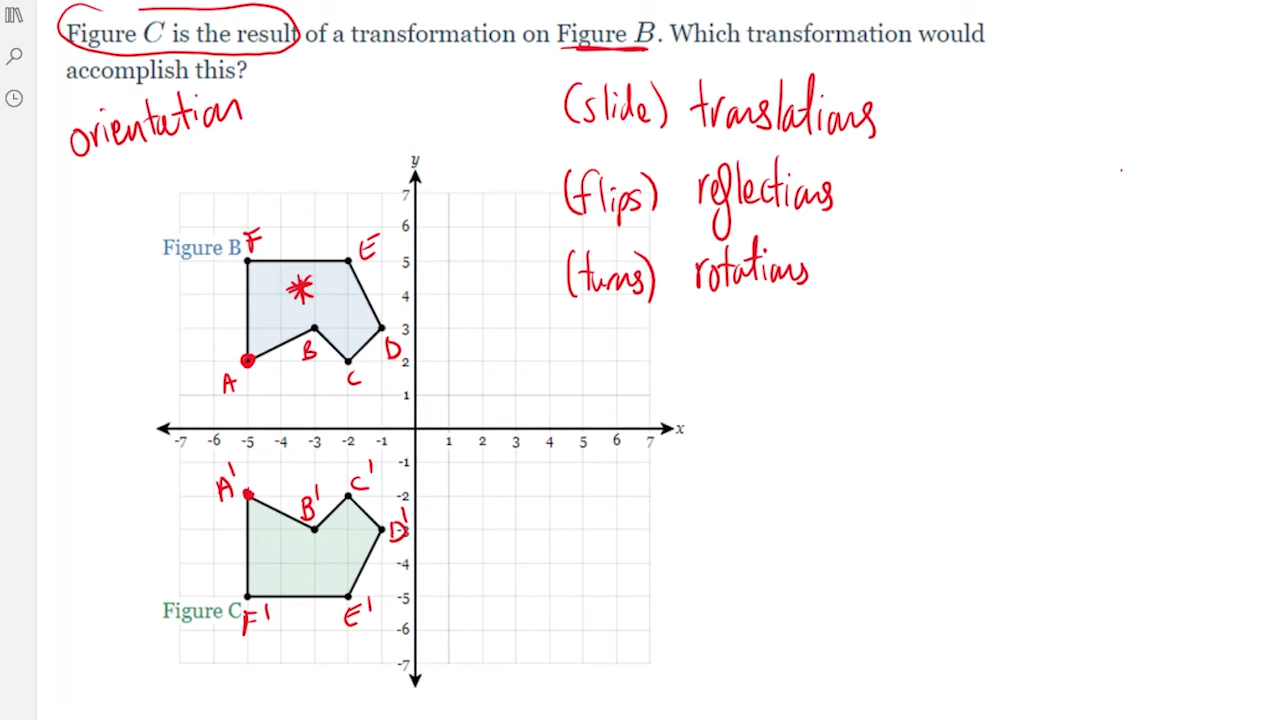 Figure C is the result of a transformation on Figure B. Which transformation would
accomplish this?
orientation
(slide) translations
(flips) reflections
(turns) rotations
y
7
6
Figure B F E
5
4
3
B D
2
A C
1
-7 -6 -5 -4 -3 -2 -1 1 2 3 4 5 6 7 x
-1
A' C'
-2
B' D'
-3
-4
-5
Figure C F' E'
-6
-7